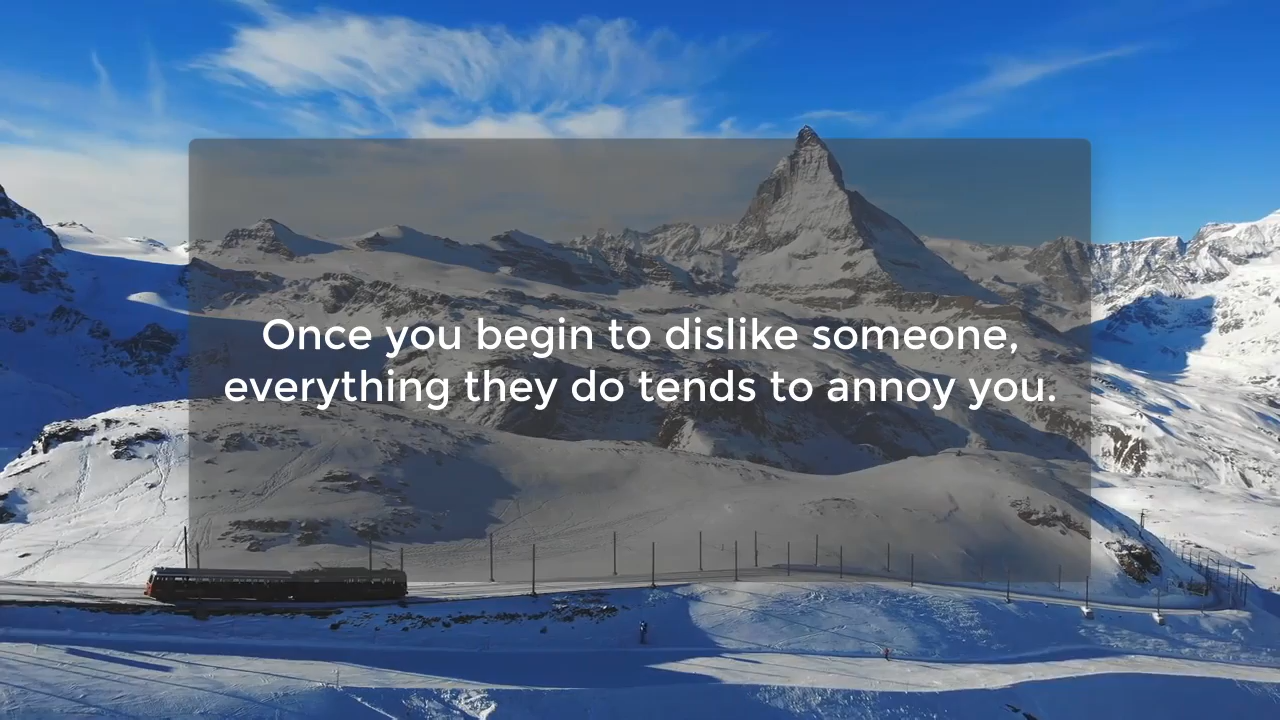 Once you begin to dislike someone,
everything they do tends to annoy you.